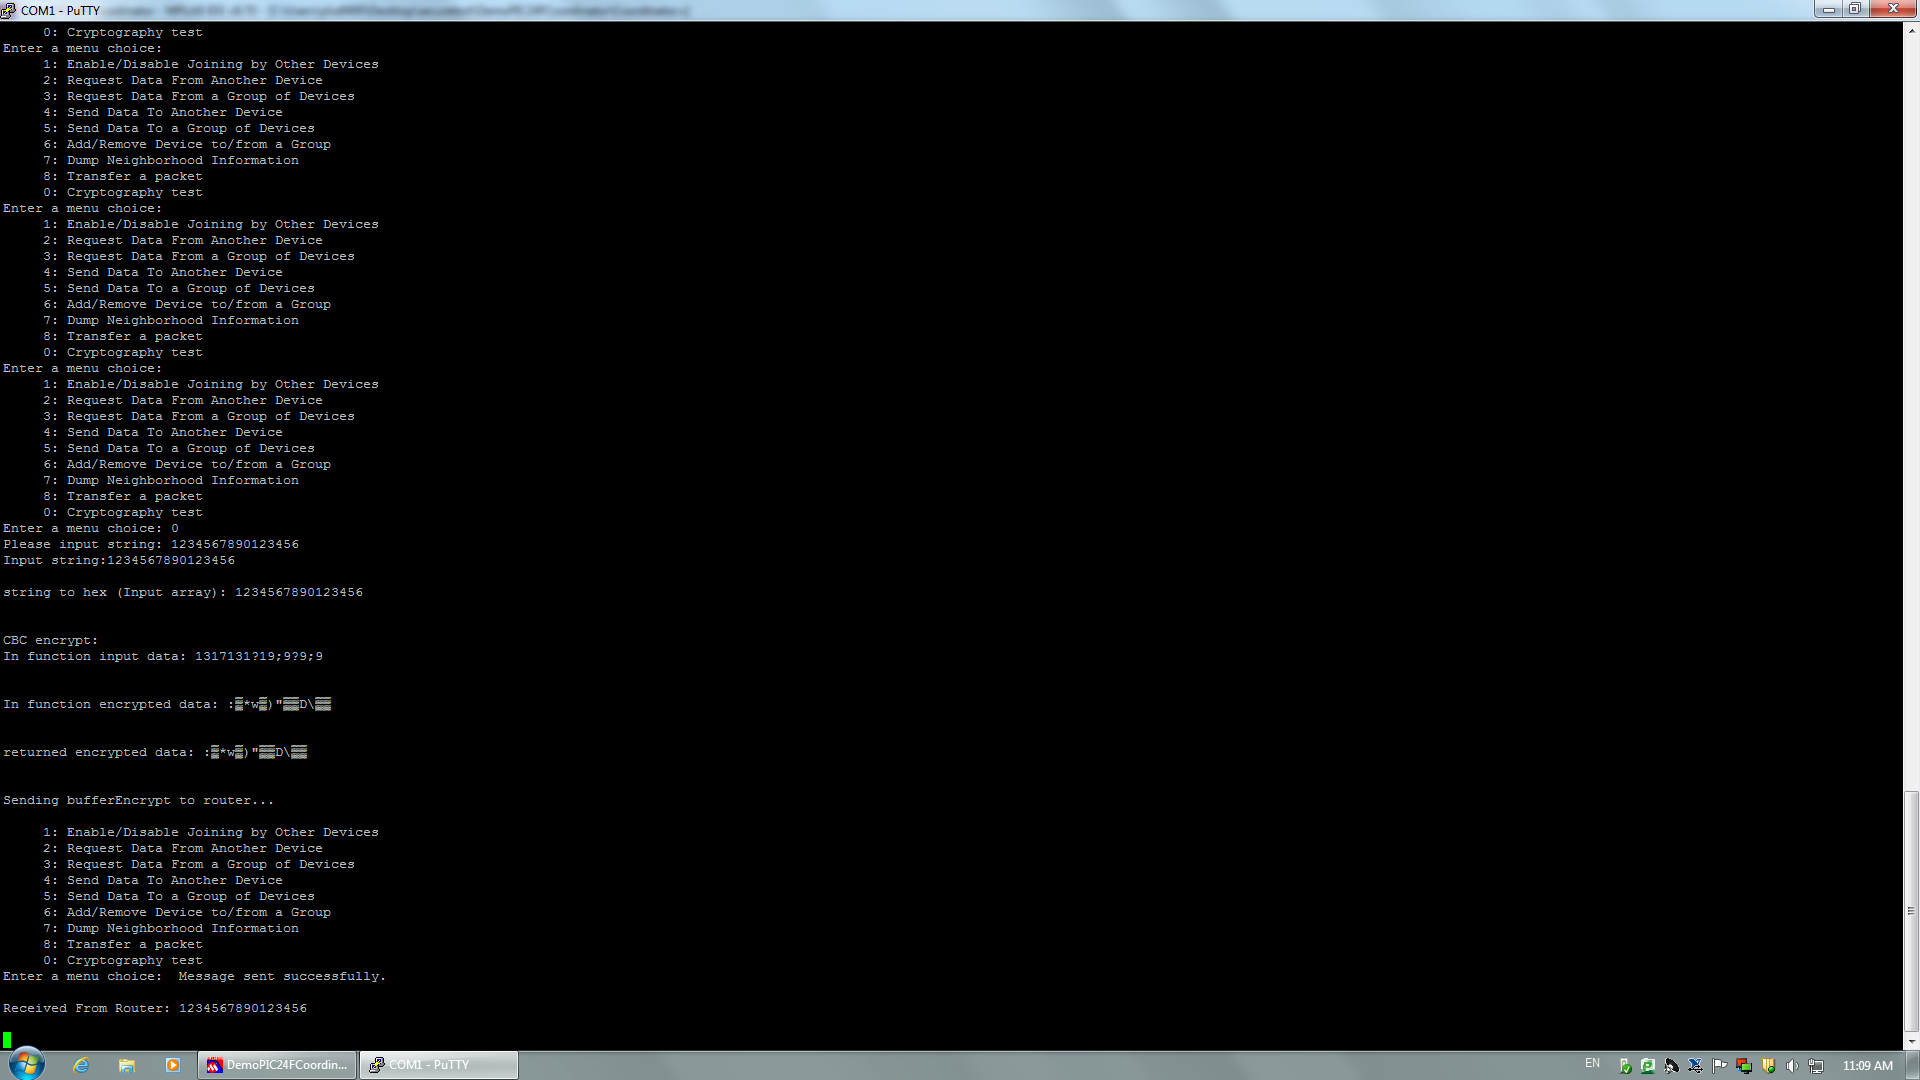 COM1 - PuTTY
0: Cryptography test
Enter a menu choice:
1: Enable/Disable Joining by Other Devices
2: Request Data From Another Device
3: Request Data From a Group of Devices
4: Send Data To Another Device
5: Send Data To a Group of Devices
6: Add/Remove Device to/from a Group
7: Dump Neighborhood Information
8: Transfer a packet
0: Cryptography test
Enter a menu choice:
1: Enable/Disable Joining by Other Devices
2: Request Data From Another Device
3: Request Data From a Group of Devices
4: Send Data To Another Device
5: Send Data To a Group of Devices
6: Add/Remove Device to/from a Group
7: Dump Neighborhood Information
8: Transfer a packet
0: Cryptography test
Enter a menu choice:
1: Enable/Disable Joining by Other Devices
2: Request Data From Another Device
3: Request Data From a Group of Devices
4: Send Data To Another Device
5: Send Data To a Group of Devices
6: Add/Remove Device to/from a Group
7: Dump Neighborhood Information
8: Transfer a packet
0: Cryptography test
Enter a menu choice: 0
Please input string: 1234567890123456
Input string:1234567890123456
string to hex (Input array): 1234567890123456
CBC encrypt:
In function input data: 1317131?19;9?9;9
In function encrypted data: :▒*w▒)"▒▒D\▒▒
returned encrypted data: :▒*w▒)"▒▒D\▒▒
Sending bufferEncrypt to router...
1: Enable/Disable Joining by Other Devices
2: Request Data From Another Device
3: Request Data From a Group of Devices
4: Send Data To Another Device
5: Send Data To a Group of Devices
6: Add/Remove Device to/from a Group
7: Dump Neighborhood Information
8: Transfer a packet
0: Cryptography test
Enter a menu choice:  Message sent successfully.
Received From Router: 1234567890123456
DemoPIC24FCoordin... COM1 - PuTTY EN 11:09 AM